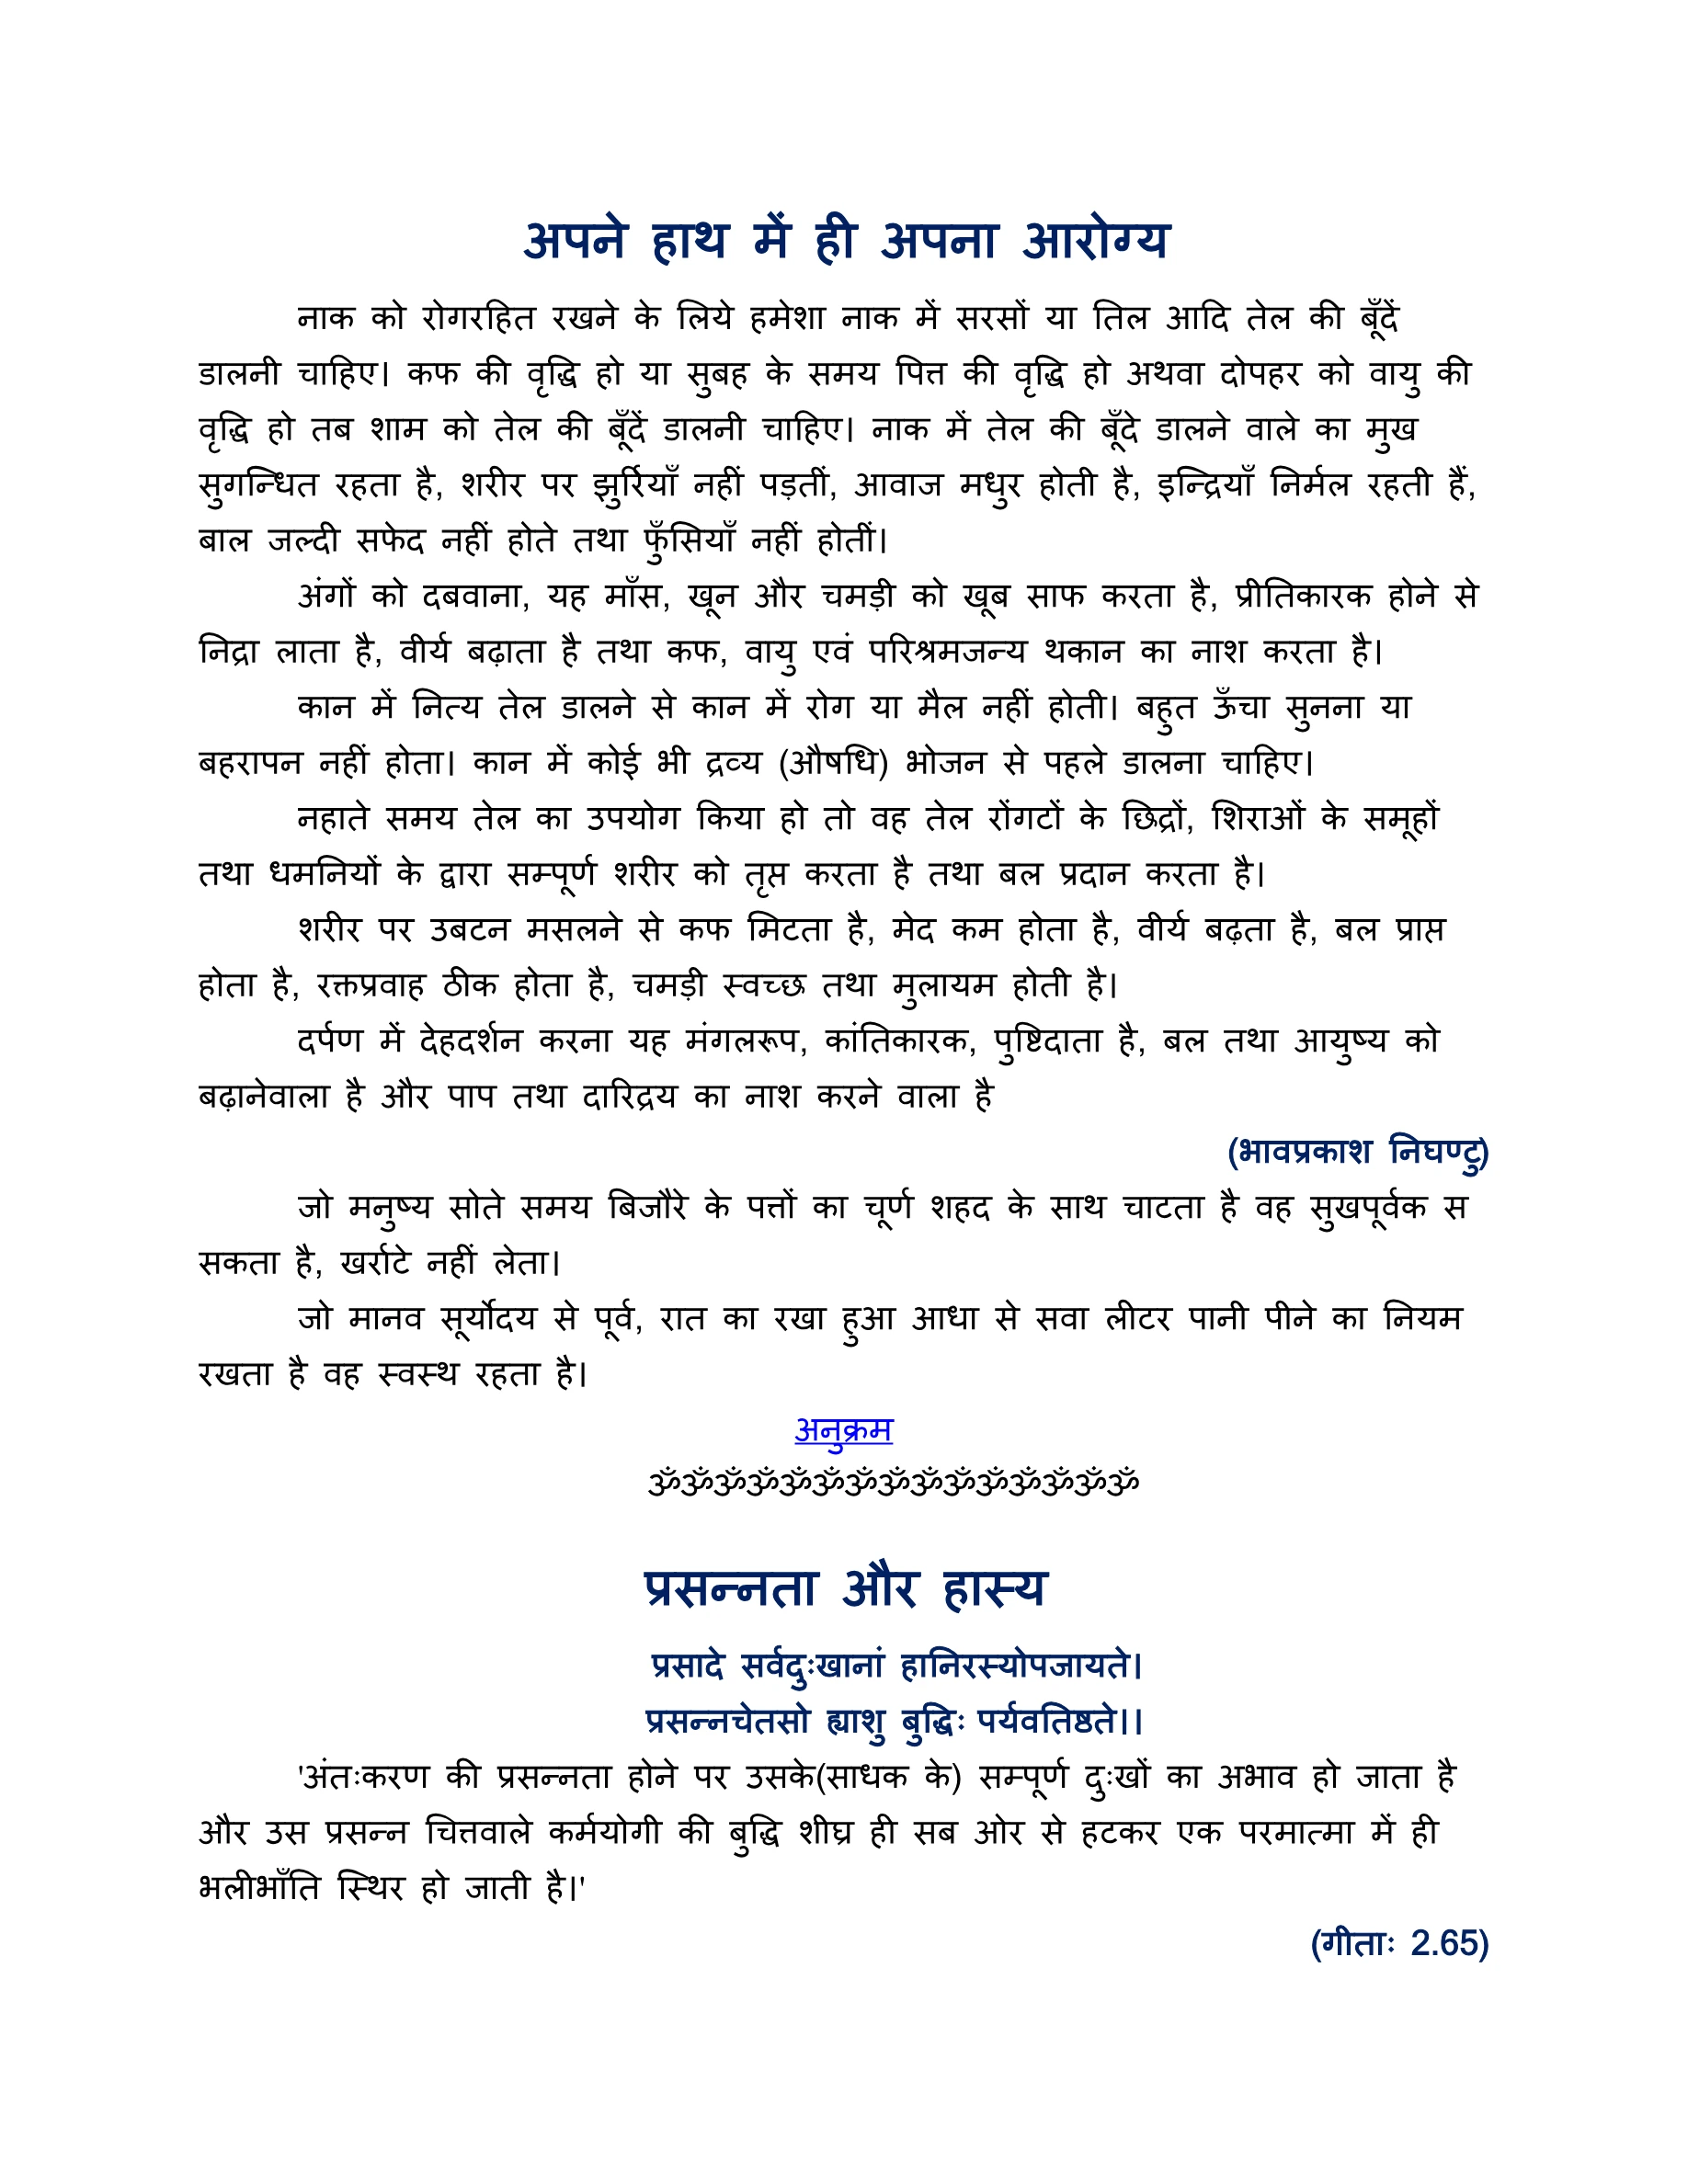 अपने हाथ में ही अपना आरोग्य
नाक को रोगरहित रखने के लिये हमेशा नाक में सरसों या तिल आदि तेल की बूँदें
डालनी चाहिए। कफ की वृद्धि हो या सुबह के समय पित्त की वृद्धि हो अथवा दोपहर को वायु की
वृद्धि हो तब शाम को तेल की बूँदें डालनी चाहिए। नाक में तेल की बूँदे डालने वाले का मुख
सुगन्धित रहता है, शरीर पर झुर्रियाँ नहीं पड़तीं, आवाज मधुर होती है, इन्द्रियाँ निर्मल रहती हैं,
बाल जल्दी सफेद नहीं होते तथा फुँसियाँ नहीं होतीं।
अंगों को दबवाना, यह माँस, खून और चमड़ी को खूब साफ करता है, प्रीतिकारक होने से
निद्रा लाता है, वीर्य बढ़ाता है तथा कफ, वायु एवं परिश्रमजन्य थकान का नाश करता है।
कान में नित्य तेल डालने से कान में रोग या मैल नहीं होती। बहुत ऊँचा सुनना या
बहरापन नहीं होता। कान में कोई भी द्रव्य (औषधि) भोजन से पहले डालना चाहिए।
नहाते समय तेल का उपयोग किया हो तो वह तेल रोंगटों के छिद्रों, शिराओं के समूहों
तथा धमनियों के द्वारा सम्पूर्ण शरीर को तृप्त करता है तथा बल प्रदान करता है।
शरीर पर उबटन मसलने से कफ मिटता है, मेद कम होता है, वीर्य बढ़ता है, बल प्राप्त
होता है, रक्तप्रवाह ठीक होता है, चमड़ी स्वच्छ तथा मुलायम होती है।
दर्पण में देहदर्शन करना यह मंगलरूप, कांतिकारक, पुष्टिदाता है, बल तथा आयुष्य को
बढ़ानेवाला है और पाप तथा दारिद्रय का नाश करने वाला है
(भावप्रकाश निघण्टु)
जो मनुष्य सोते समय बिजौरे के पत्तों का चूर्ण शहद के साथ चाटता है वह सुखपूर्वक स
सकता है, खर्राटे नहीं लेता।
जो मानव सूर्योदय से पूर्व, रात का रखा हुआ आधा से सवा लीटर पानी पीने का नियम
रखता है वह स्वस्थ रहता है।
अनुक्रम
ॐॐॐॐॐॐॐॐॐॐॐॐॐॐॐ
प्रसन्नता और हास्य
प्रसादे सर्वदुःखानां हानिरस्योपजायते।
प्रसन्नचेतसो ह्याशु बुद्धिः पर्यवतिष्ठते।।
'अंतःकरण की प्रसन्नता होने पर उसके(साधक के) सम्पूर्ण दुःखों का अभाव हो जाता है
और उस प्रसन्न चित्तवाले कर्मयोगी की बुद्धि शीघ्र ही सब ओर से हटकर एक परमात्मा में ही
भलीभाँति स्थिर हो जाती है।'
(गीताः 2.65)